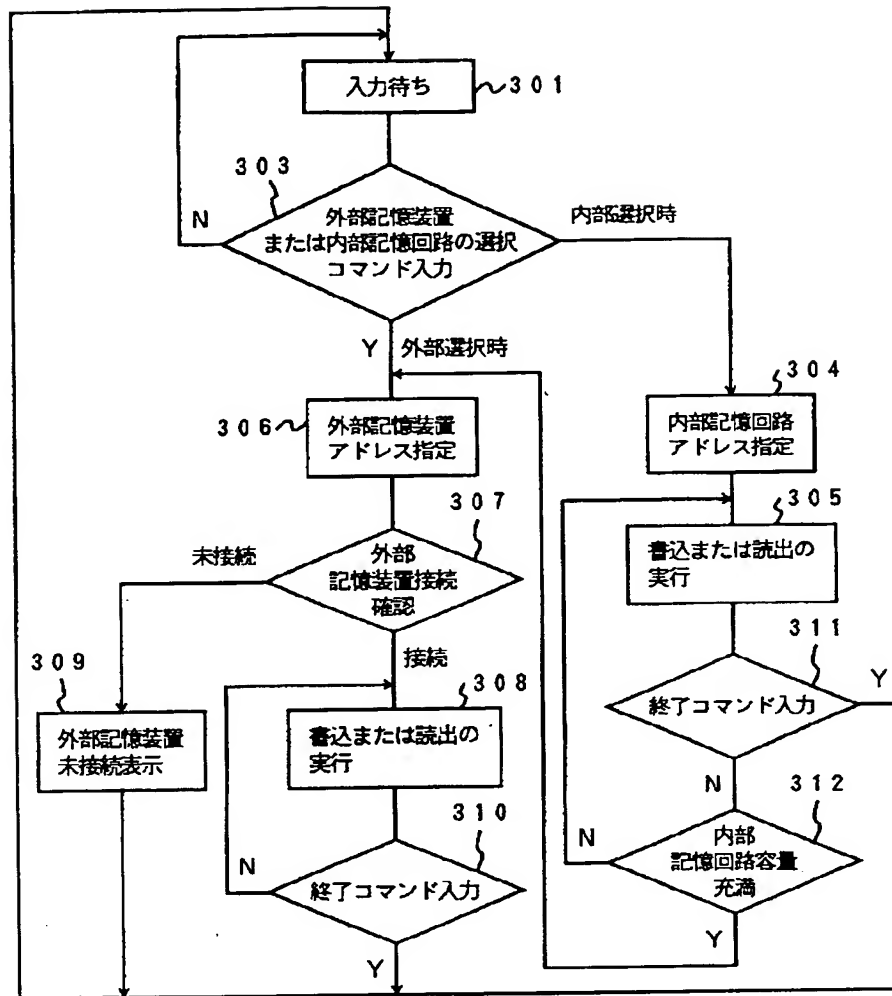 入力待ち
301
303
N
外部記憶装置
または内部記憶回路の選択
コマンド入力
内部選択時
Y
外部選択時
304
306
外部記憶装置
アドレス指定
内部記憶回路
アドレス指定
307
305
未接続
外部
記憶装置接続
確認
書込または読出の
実行
接続
311
309
308
Y
外部記憶装置
未接続表示
書込または読出の
実行
終了コマンド入力
310
N
312
N
終了コマンド入力
N
内部
記憶回路容量
充満
Y
Y